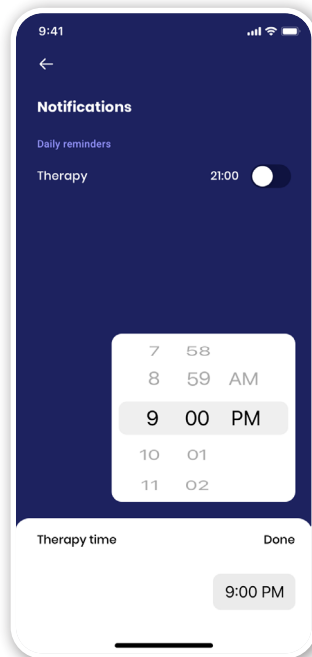 9:41
Notifications
Daily reminders
Therapy 21:00
7 58
8 59 AM
9 00 PM
10 01
11 02
Therapy time Done
9:00 PM